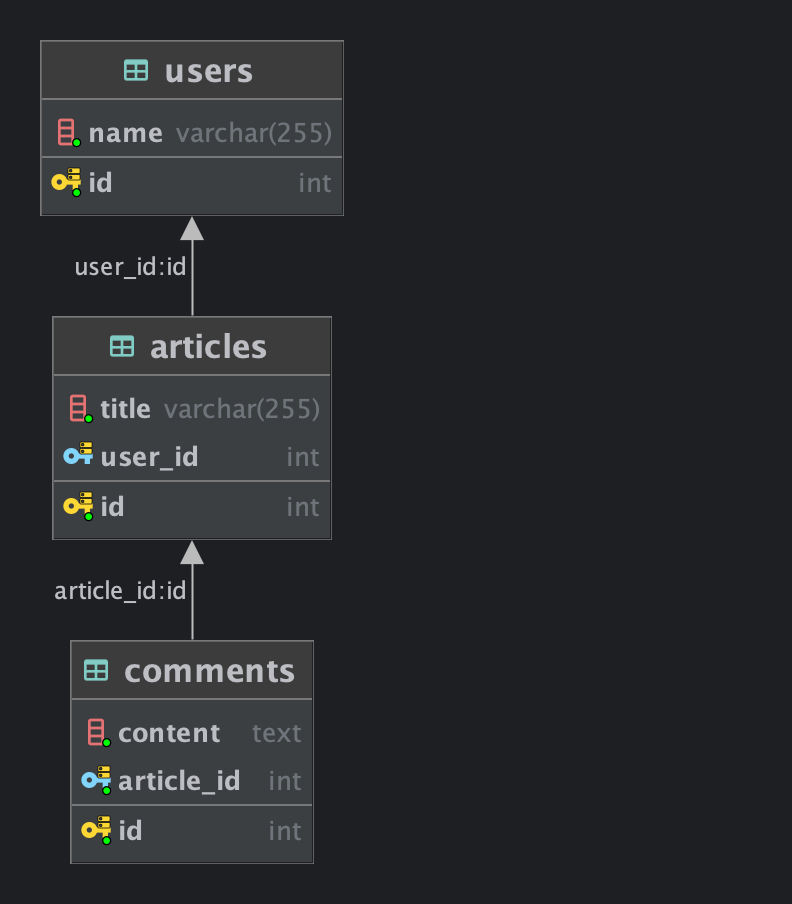 users
name varchar(255)
id int
user_id:id
articles
title varchar(255)
user_id int
id int
article_id:id
comments
content text
article_id int
id int